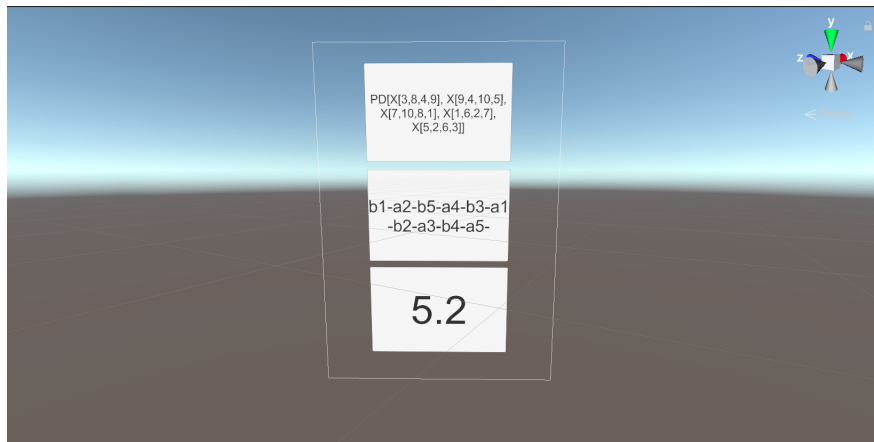 y
z
x
PD[X[3,8,4,9], X[9,4,10,5],
X[7,10,8,1], X[1,6,2,7],
X[5,2,6,3]]
b1-a2-b5-a4-b3-a1
-b2-a3-b4-a5-
5.2